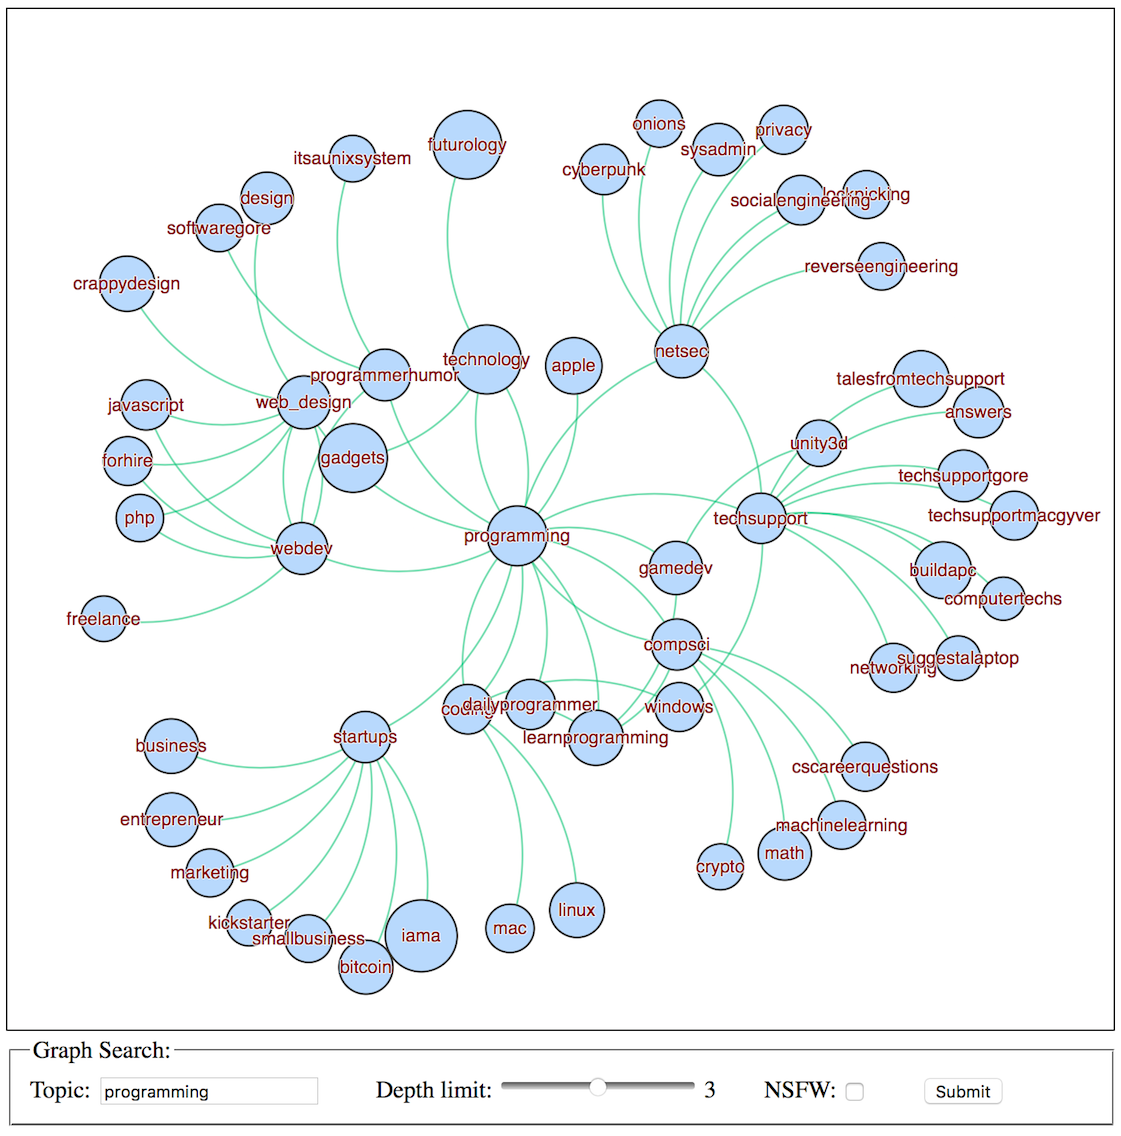 onions
privacy
futurology
sysadmin
itsaunixsystem
cyberpunk
design
lockpicking
socialengineering
softwaregore
reverseengineering
crappydesign
netsec
technology
apple
programmerhumor
talesfromtechsupport
web_design
javascript
answers
unity3d
gadgets
forhire
techsupportgore
php
techsupport
techsupportmacgyver
programming
webdev
gamedev
buildapc
computertechs
freelance
compsci
suggestalaptop
networking
dailyprogrammer
coding
windows
startups
learnprogramming
business
cscareerquestions
entrepreneur
machinelearning
math
crypto
marketing
linux
kickstarter
mac
iama
smallbusiness
bitcoin
Graph Search:
Topic: programming Depth limit: 3 NSFW: Submit